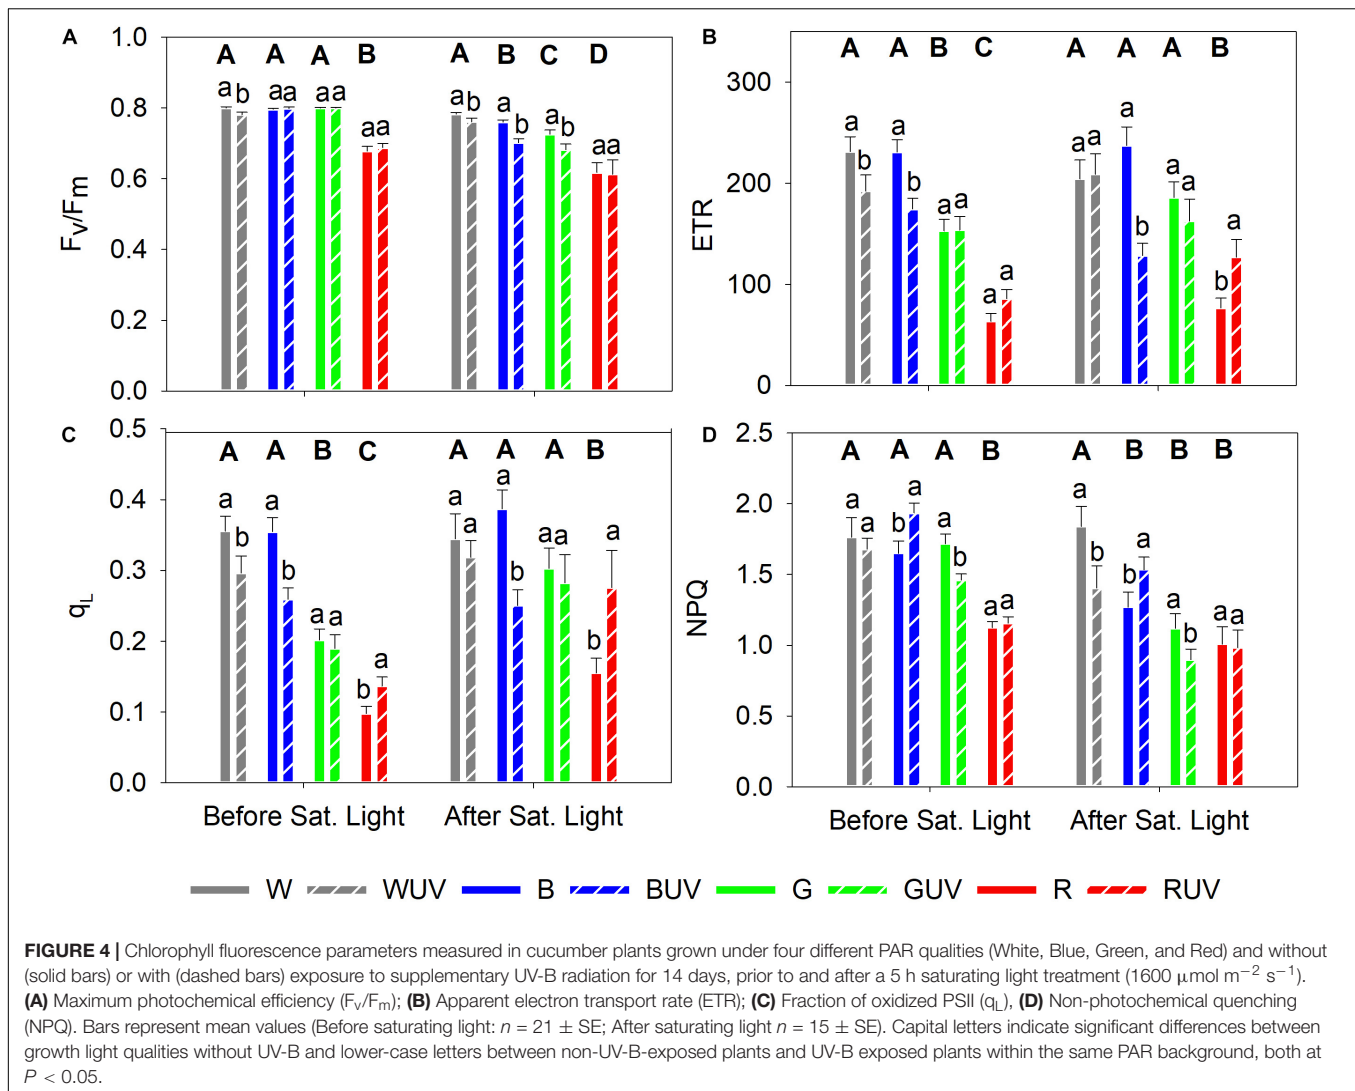 A
1.0
0.8
0.6
0.4
0.2
0.0
Fv/Fm
A A A B
a b a a a a a a
A B C D
a b a b a b a a
B
300
200
100
0
ETR
A A B C
a b a b a a a a
A A A B
a a a b a a b a
C
0.5
0.4
0.3
0.2
0.1
0.0
qL
A A B C
a b a b a a b a
A A A B
a a a b a a b a
Before Sat. Light After Sat. Light
D
2.5
2.0
1.5
1.0
0.5
0.0
NPQ
A A A B
a a b a a b a a
A B B B
a b b a a b a a
Before Sat. Light After Sat. Light
W WUV B BUV G GUV R RUV
FIGURE 4 | Chlorophyll fluorescence parameters measured in cucumber plants grown under four different PAR qualities (White, Blue, Green, and Red) and without
(solid bars) or with (dashed bars) exposure to supplementary UV-B radiation for 14 days, prior to and after a 5 h saturating light treatment (1600 μmol m−2 s−1).
(A) Maximum photochemical efficiency (Fv/Fm); (B) Apparent electron transport rate (ETR); (C) Fraction of oxidized PSII (qL), (D) Non-photochemical quenching
(NPQ). Bars represent mean values (Before saturating light: n = 21 ± SE; After saturating light n = 15 ± SE). Capital letters indicate significant differences between
growth light qualities without UV-B and lower-case letters between non-UV-B-exposed plants and UV-B exposed plants within the same PAR background, both at
P < 0.05.